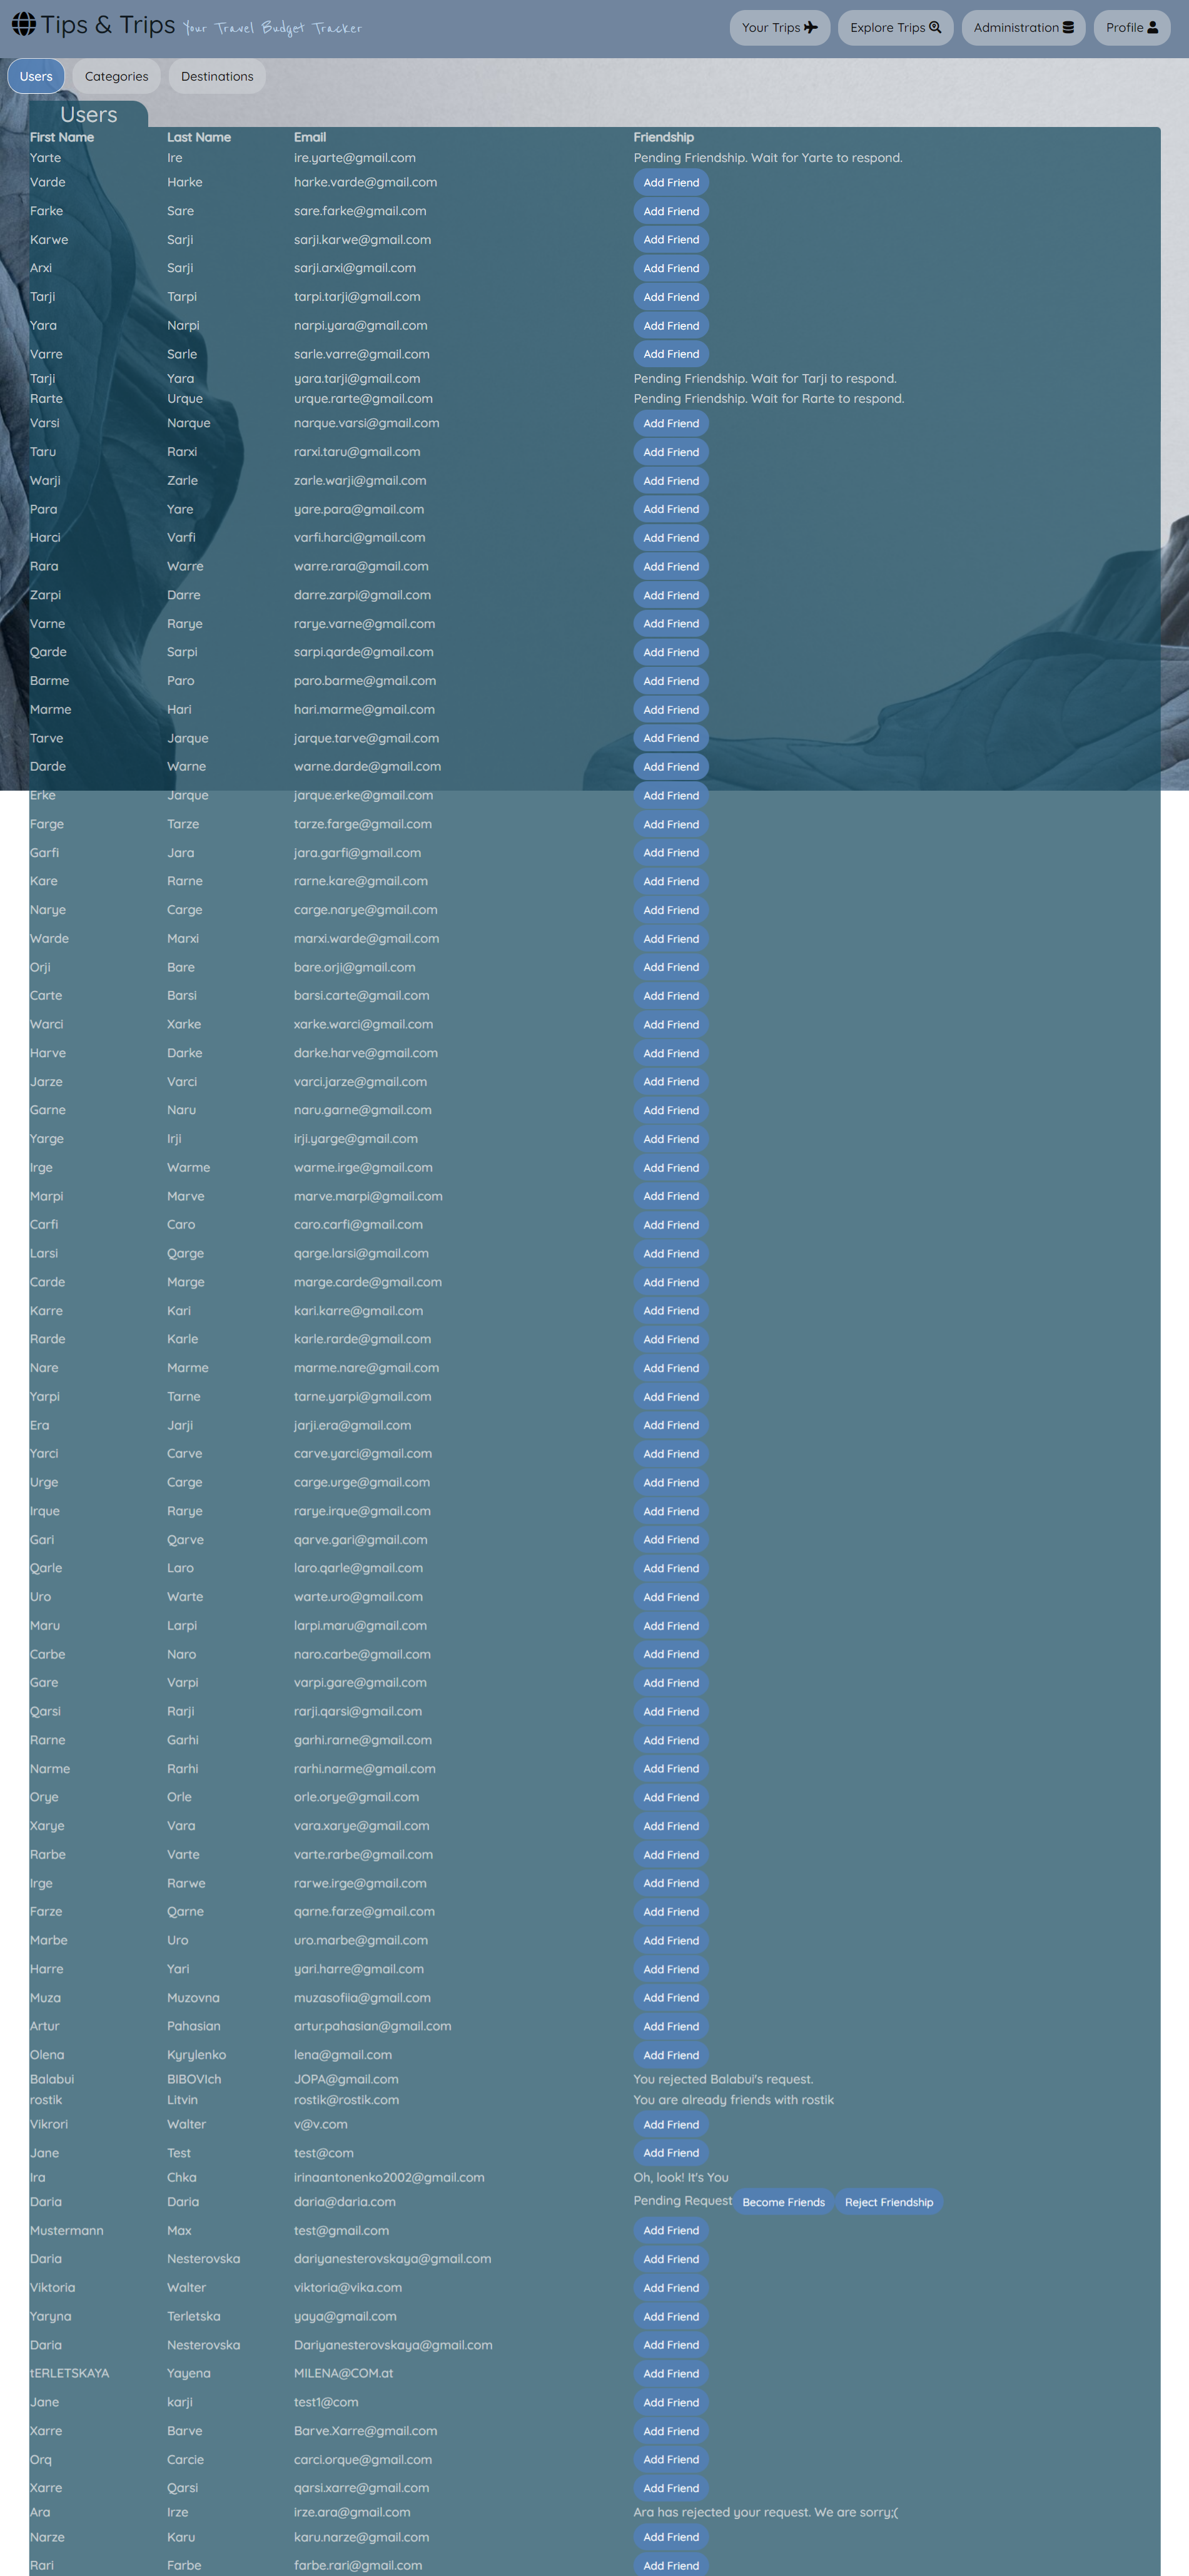 Tips & Trips Your Travel Budget Tracker Your Trips Explore Trips Administration Profile
Users Categories Destinations
Users
First Name Last Name Email Friendship
Yarte Ire ire.yarte@gmail.com Pending Friendship. Wait for Yarte to respond.
Varde Harke harke.varde@gmail.com Add Friend
Farke Sare sare.farke@gmail.com Add Friend
Karwe Sarji sarji.karwe@gmail.com Add Friend
Arxi Sarji sarji.arxi@gmail.com Add Friend
Tarji Tarpi tarpi.tarji@gmail.com Add Friend
Yara Narpi narpi.yara@gmail.com Add Friend
Varre Sarle sarle.varre@gmail.com Add Friend
Tarji Yara yara.tarji@gmail.com Pending Friendship. Wait for Tarji to respond.
Rarte Urque urque.rarte@gmail.com Pending Friendship. Wait for Rarte to respond.
Varsi Narque narque.varsi@gmail.com Add Friend
Taru Rarxi rarxi.taru@gmail.com Add Friend
Warji Zarle zarle.warji@gmail.com Add Friend
Para Yare yare.para@gmail.com Add Friend
Harci Varfi varfi.harci@gmail.com Add Friend
Rara Warre warre.rara@gmail.com Add Friend
Zarpi Darre darre.zarpi@gmail.com Add Friend
Varne Rarye rarye.varne@gmail.com Add Friend
Qarde Sarpi sarpi.qarde@gmail.com Add Friend
Barme Paro paro.barme@gmail.com Add Friend
Marme Hari hari.marme@gmail.com Add Friend
Tarve Jarque jarque.tarve@gmail.com Add Friend
Darde Warne warne.darde@gmail.com Add Friend
Erke Jarque jarque.erke@gmail.com Add Friend
Farge Tarze tarze.farge@gmail.com Add Friend
Garfi Jara jara.garfi@gmail.com Add Friend
Kare Rarne rarne.kare@gmail.com Add Friend
Narye Carge carge.narye@gmail.com Add Friend
Warde Marxi marxi.warde@gmail.com Add Friend
Orji Bare bare.orji@gmail.com Add Friend
Carte Barsi barsi.carte@gmail.com Add Friend
Warci Xarke xarke.warci@gmail.com Add Friend
Harve Darke darke.harve@gmail.com Add Friend
Jarze Varci varci.jarze@gmail.com Add Friend
Garne Naru naru.garne@gmail.com Add Friend
Yarge Irji irji.yarge@gmail.com Add Friend
Irge Warme warme.irge@gmail.com Add Friend
Marpi Marve marve.marpi@gmail.com Add Friend
Carfi Caro caro.carfi@gmail.com Add Friend
Larsi Qarge qarge.larsi@gmail.com Add Friend
Carde Marge marge.carde@gmail.com Add Friend
Karre Kari kari.karre@gmail.com Add Friend
Rarde Karle karle.rarde@gmail.com Add Friend
Nare Marme marme.nare@gmail.com Add Friend
Yarpi Tarne tarne.yarpi@gmail.com Add Friend
Era Jarji jarji.era@gmail.com Add Friend
Yarci Carve carve.yarci@gmail.com Add Friend
Urge Carge carge.urge@gmail.com Add Friend
Irque Rarye rarye.irque@gmail.com Add Friend
Gari Qarve qarve.gari@gmail.com Add Friend
Qarle Laro laro.qarle@gmail.com Add Friend
Uro Warte warte.uro@gmail.com Add Friend
Maru Larpi larpi.maru@gmail.com Add Friend
Carbe Naro naro.carbe@gmail.com Add Friend
Gare Varpi varpi.gare@gmail.com Add Friend
Qarsi Rarji rarji.qarsi@gmail.com Add Friend
Rarne Garhi garhi.rarne@gmail.com Add Friend
Narme Rarhi rarhi.narme@gmail.com Add Friend
Orye Orle orle.orye@gmail.com Add Friend
Xarye Vara vara.xarye@gmail.com Add Friend
Rarbe Varte varte.rarbe@gmail.com Add Friend
Irge Rarwe rarwe.irge@gmail.com Add Friend
Farze Qarne qarne.farze@gmail.com Add Friend
Marbe Uro uro.marbe@gmail.com Add Friend
Harre Yari yari.harre@gmail.com Add Friend
Muza Muzovna muzasofiia@gmail.com Add Friend
Artur Pahasian artur.pahasian@gmail.com Add Friend
Olena Kyrylenko lena@gmail.com Add Friend
Balabui BIBOVIch JOPA@gmail.com You rejected Balabui's request.
rostik Litvin rostik@rostik.com You are already friends with rostik
Vikrori Walter v@v.com Add Friend
Jane Test test@com Add Friend
Ira Chka irinaantonenko2002@gmail.com Oh, look! It's You
Daria Daria daria@daria.com Pending Request Become Friends Reject Friendship
Mustermann Max test@gmail.com Add Friend
Daria Nesterovska dariyanesterovskaya@gmail.com Add Friend
Viktoria Walter viktoria@vika.com Add Friend
Yaryna Terletska yaya@gmail.com Add Friend
Daria Nesterovska Dariyanesterovskaya@gmail.com Add Friend
tERLETSKAYA Yayena MILENA@COM.at Add Friend
Jane karji test1@com Add Friend
Xarre Barve Barve.Xarre@gmail.com Add Friend
Orq Carcie carci.orque@gmail.com Add Friend
Xarre Qarsi qarsi.xarre@gmail.com Add Friend
Ara Irze irze.ara@gmail.com Ara has rejected your request. We are sorry;(
Narze Karu karu.narze@gmail.com Add Friend
Rari Farbe farbe.rari@gmail.com Add Friend